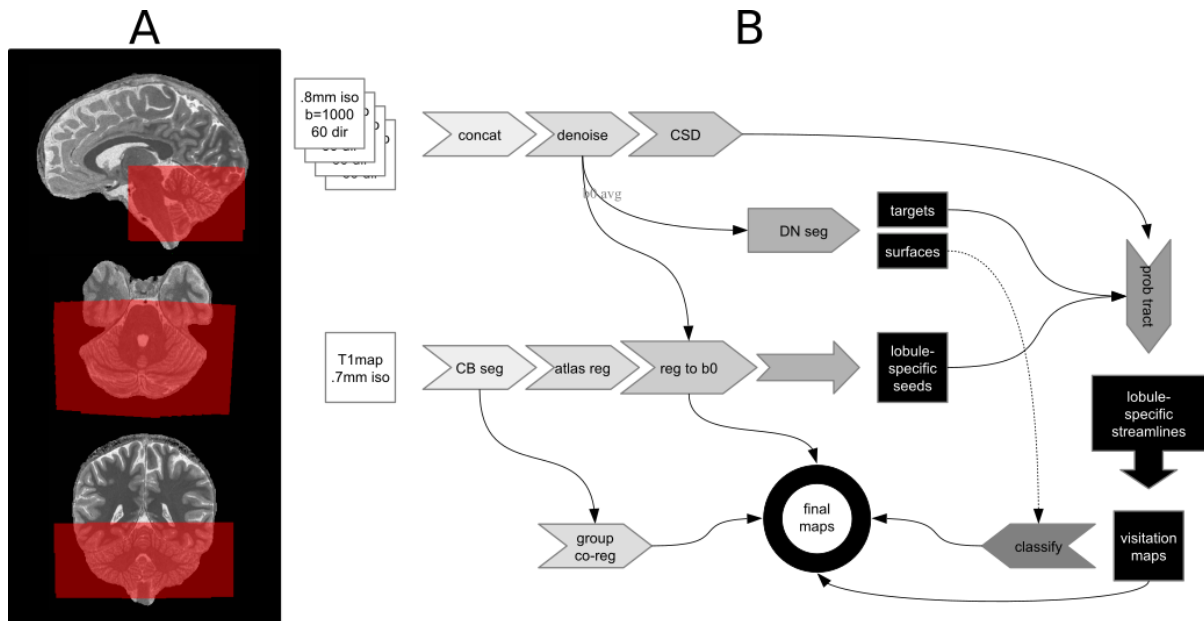 A
B
.8mm iso
b=1000
60 dir
concat
denoise
CSD
b0 avg
DN seg
targets
surfaces
prob tract
T1map
.7mm iso
CB seg
atlas reg
reg to b0
lobule-
specific
seeds
lobule-
specific
streamlines
final
maps
group
co-reg
classify
visitation
maps